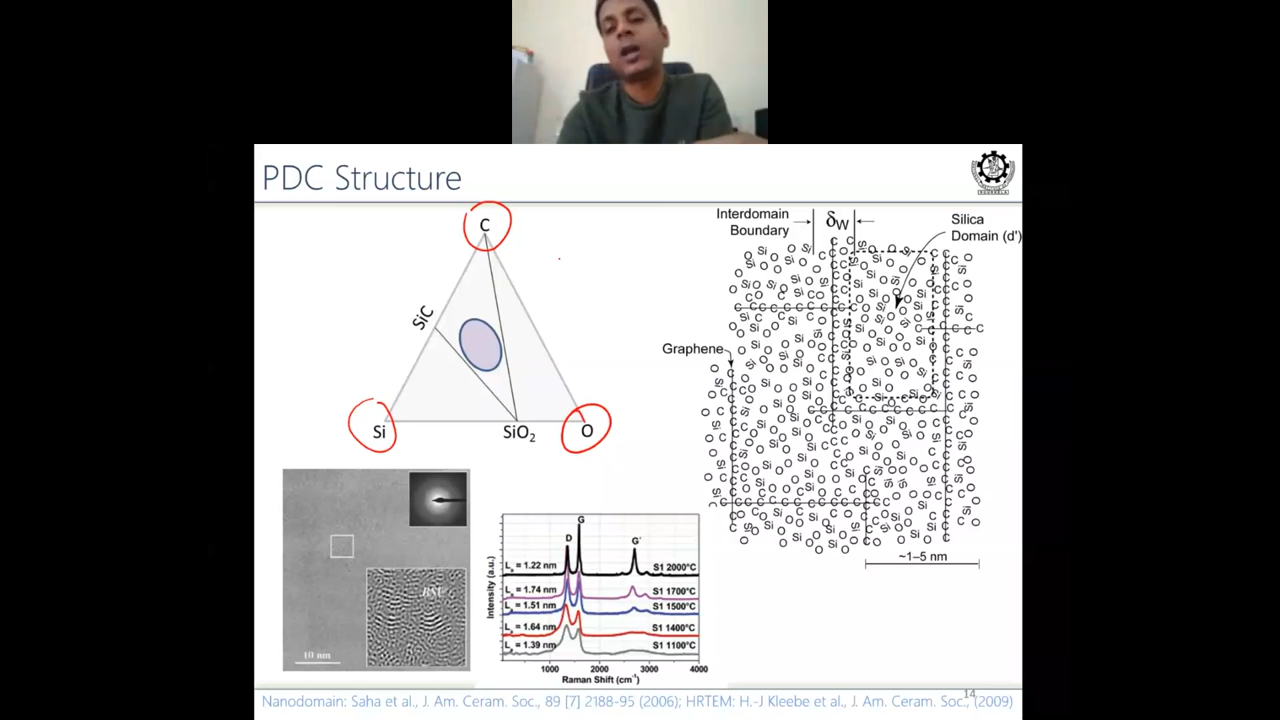 PDC Structure
C
SiC
Si
SiO₂
O
Interdomain
Boundary
δW
Silica
Domain (d')
Graphene
~1–5 nm
10 nm
BSU
Intensity (a.u.)
D
G
G'
Lₐ = 1.22 nm S1 2000°C
Lₐ = 1.74 nm S1 1700°C
Lₐ = 1.51 nm S1 1500°C
Lₐ = 1.64 nm S1 1400°C
Lₐ = 1.39 nm S1 1100°C
1000 2000 3000 4000
Raman Shift (cm⁻¹)
14
Nanodomain: Saha et al., J. Am. Ceram. Soc., 89 [7] 2188-95 (2006); HRTEM: H.-J Kleebe et al., J. Am. Ceram. Soc., (2009)